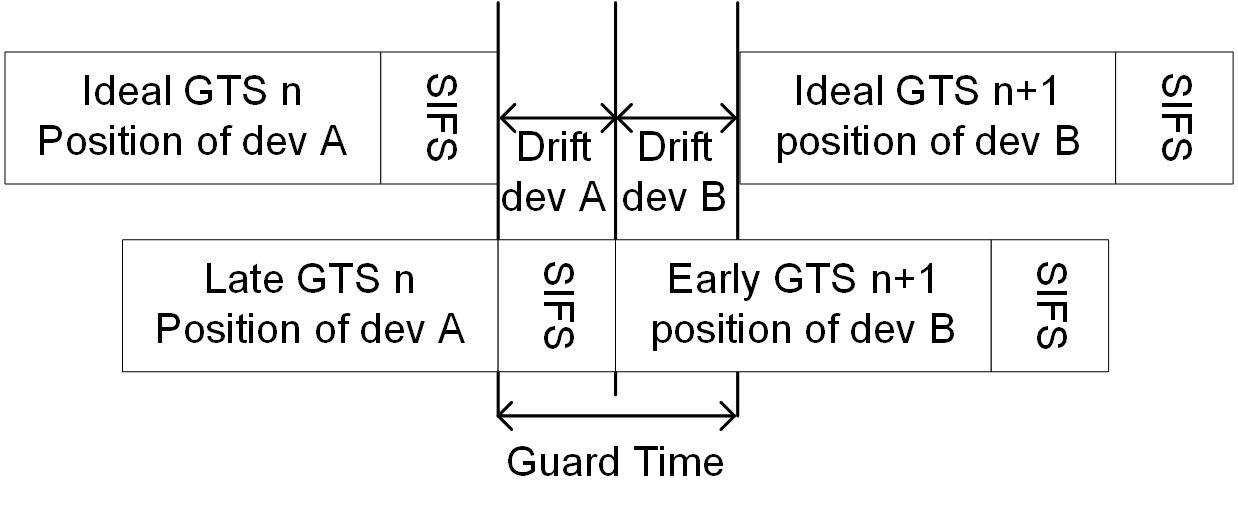 Ideal GTS n
Position of dev A
SIFS
Drift
dev A
Drift
dev B
Ideal GTS n+1
position of dev B
SIFS
Late GTS n
Position of dev A
SIFS
Early GTS n+1
position of dev B
SIFS
Guard Time